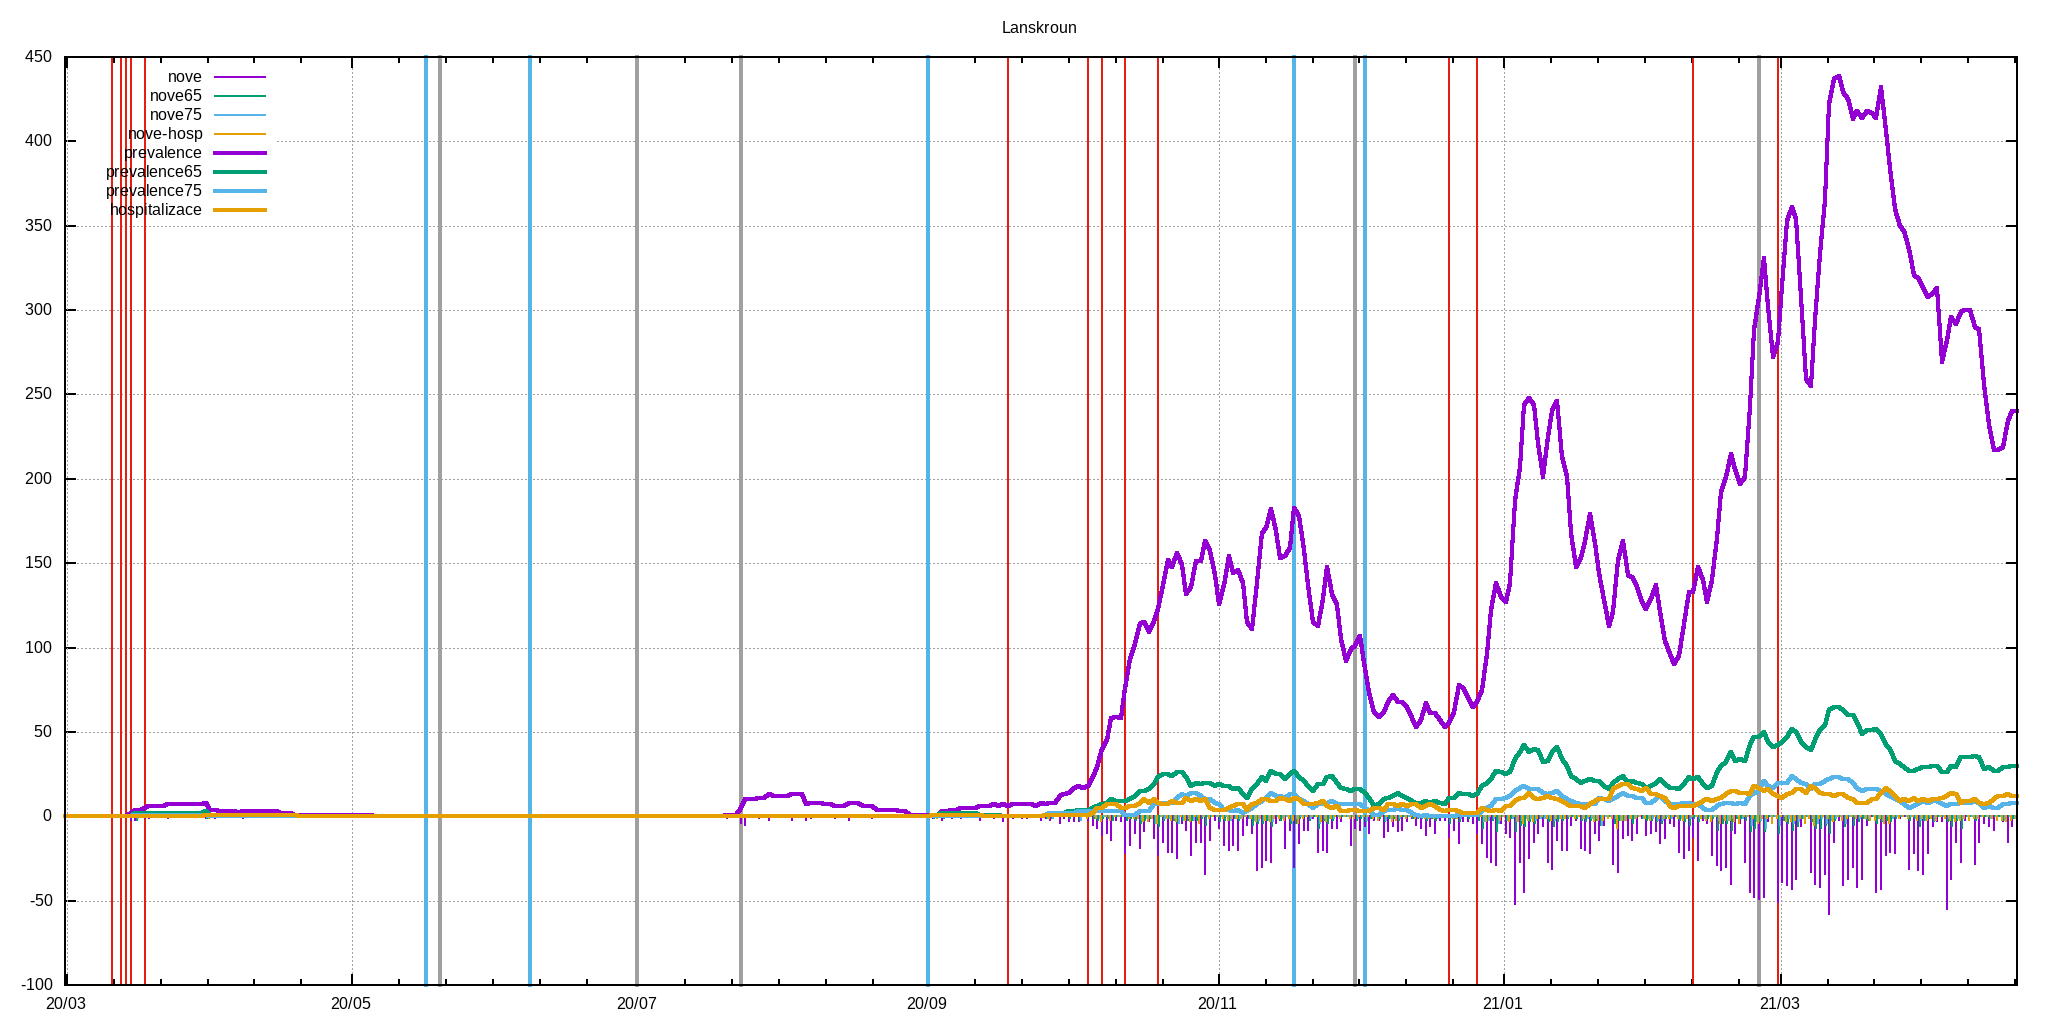 Lanskroun
450
400
350
300
250
200
150
100
50
0
-50
-100
nove
nove65
nove75
nove-hosp
prevalence
prevalence65
prevalence75
hospitalizace
20/03 20/05 20/07 20/09 20/11 21/01 21/03